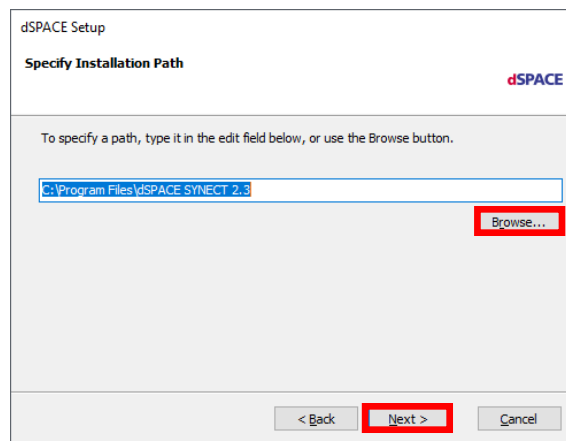 dSPACE Setup
Specify Installation Path
dSPACE
To specify a path, type it in the edit field below, or use the Browse button.
C:\Program Files\dSPACE SYNECT 2.3
Browse...
< Back
Next >
Cancel